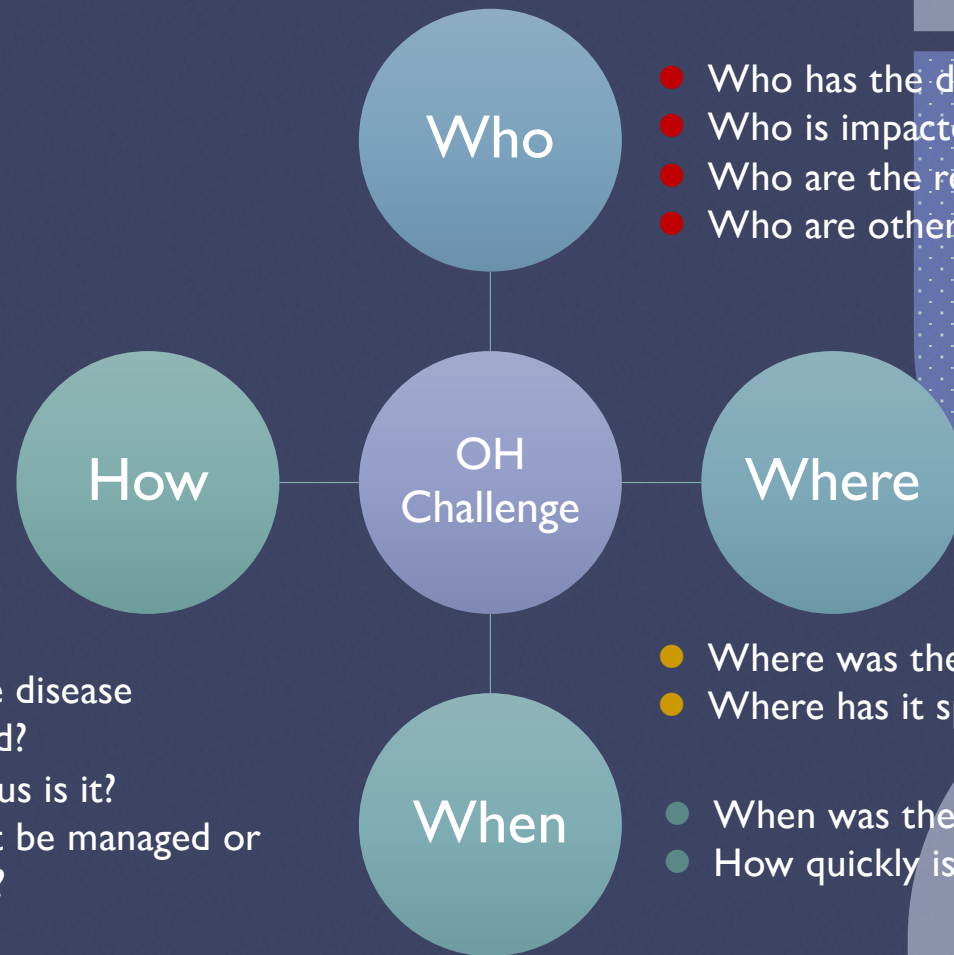 Who
Who has the
Who is impacte
Who are the
Who are other
How
OH
Challenge
Where
Where was the
Where has it
disease
us is it?
be managed or
When
When was the
How quickly is